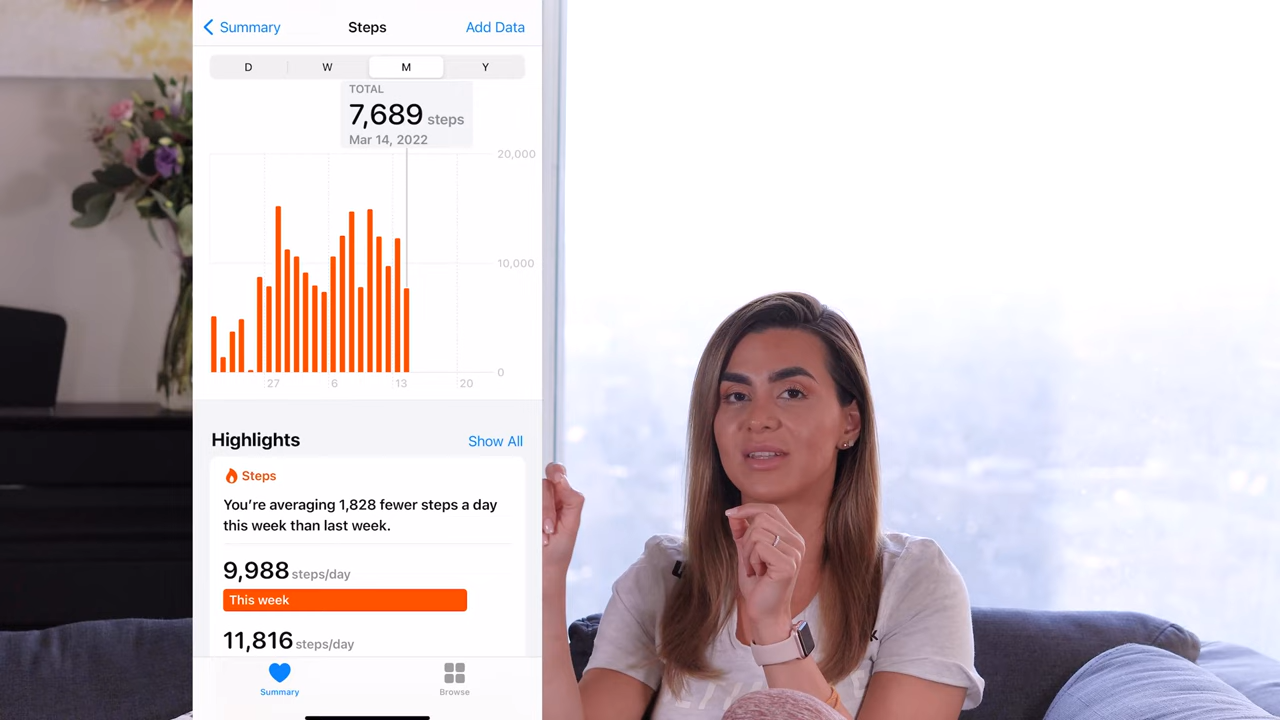 Summary
Steps
Add Data
D
W
M
Y
TOTAL
7,689 steps
Mar 14, 2022
20,000
10,000
0
27
6
13
20
Highlights
Show All
Steps
You're averaging 1,828 fewer steps a day
this week than last week.
9,988 steps/day
This week
11,816 steps/day
Summary
Browse